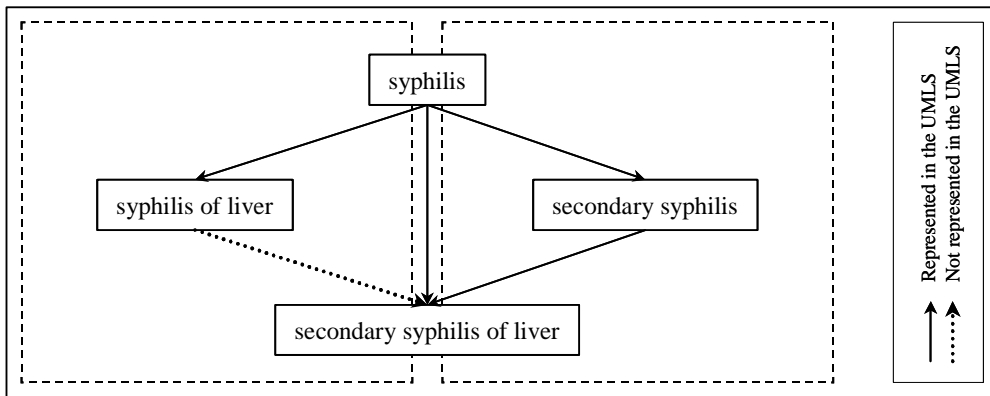 syphilis
syphilis of liver
secondary syphilis
secondary syphilis of liver
Represented in the UMLS
Not represented in the UMLS